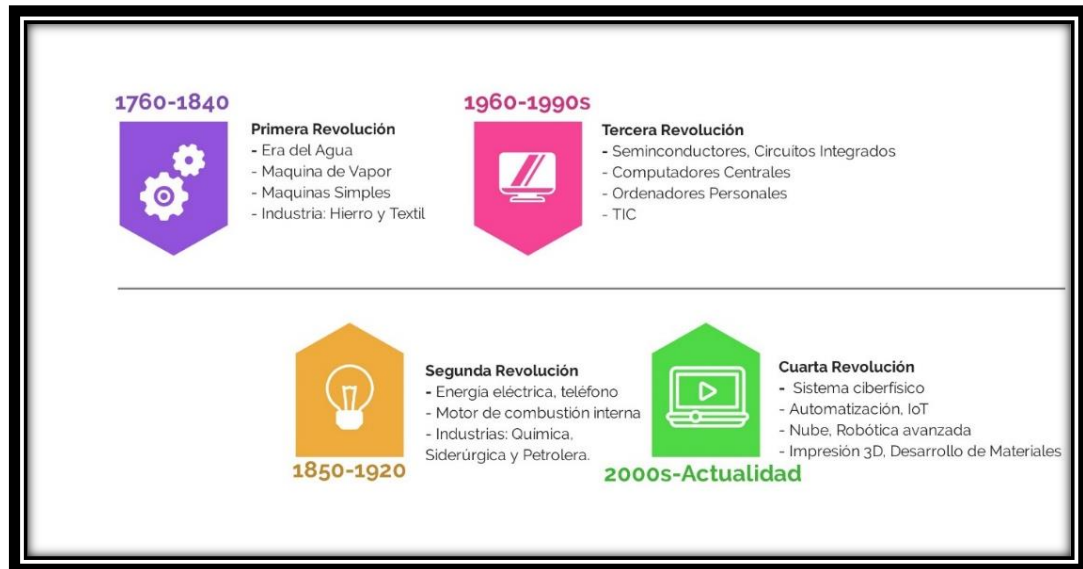 1760-1840
Primera Revolución
- Era del Agua
- Maquina de Vapor
- Maquinas Simples
- Industria: Hierro y Textil
1960-1990s
Tercera Revolución
- Seminconductores, Circuitos Integrados
- Computadores Centrales
- Ordenadores Personales
- TIC
Segunda Revolución
- Energía eléctrica, teléfono
- Motor de combustión interna
- Industrias: Química,
Siderúrgica y Petrolera.
1850-1920
Cuarta Revolución
- Sistema ciberfísico
- Automatización, IoT
- Nube, Robótica avanzada
- Impresión 3D, Desarrollo de Materiales
2000s-Actualidad